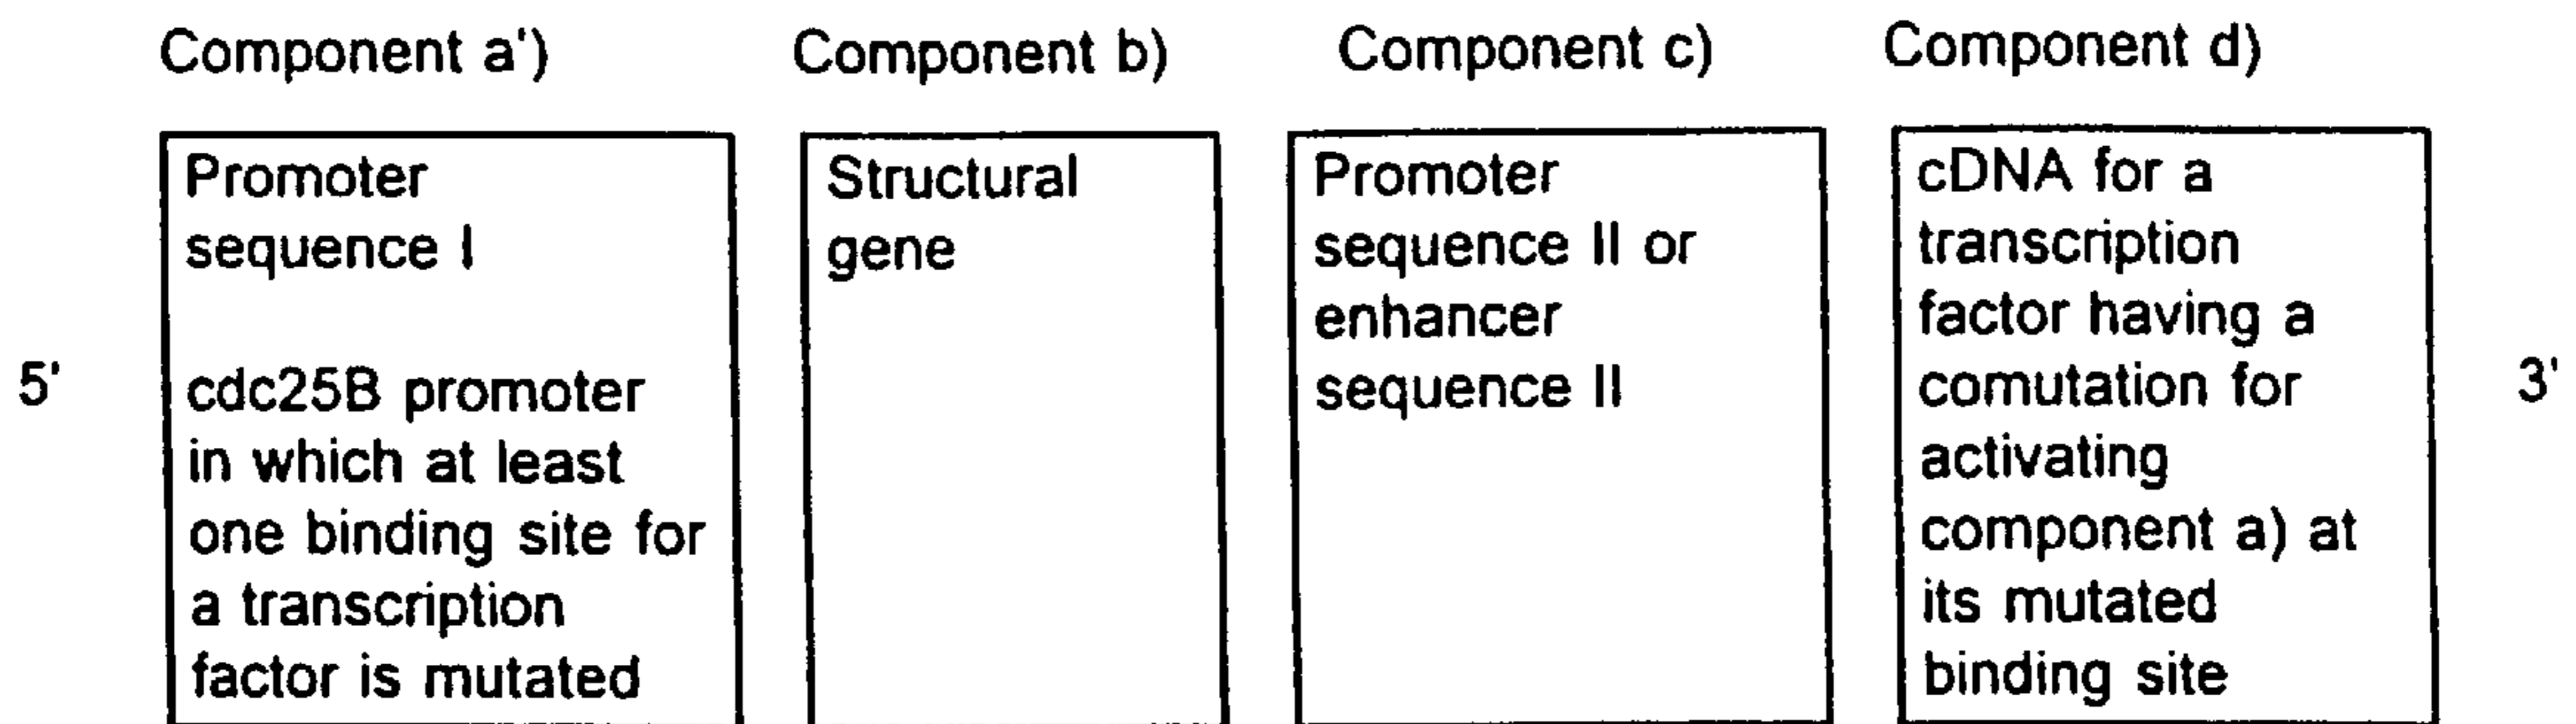 Component a') Component b) Component c) Component d)
Promoter
sequence I
cdc25B promoter
in which at least
one binding site for
a transcription
factor is mutated
Structural
gene
Promoter
sequence II or
enhancer
sequence II
cDNA for a
transcription
factor having a
comutation for
activating
component a) at
its mutated
binding site
5'
3'